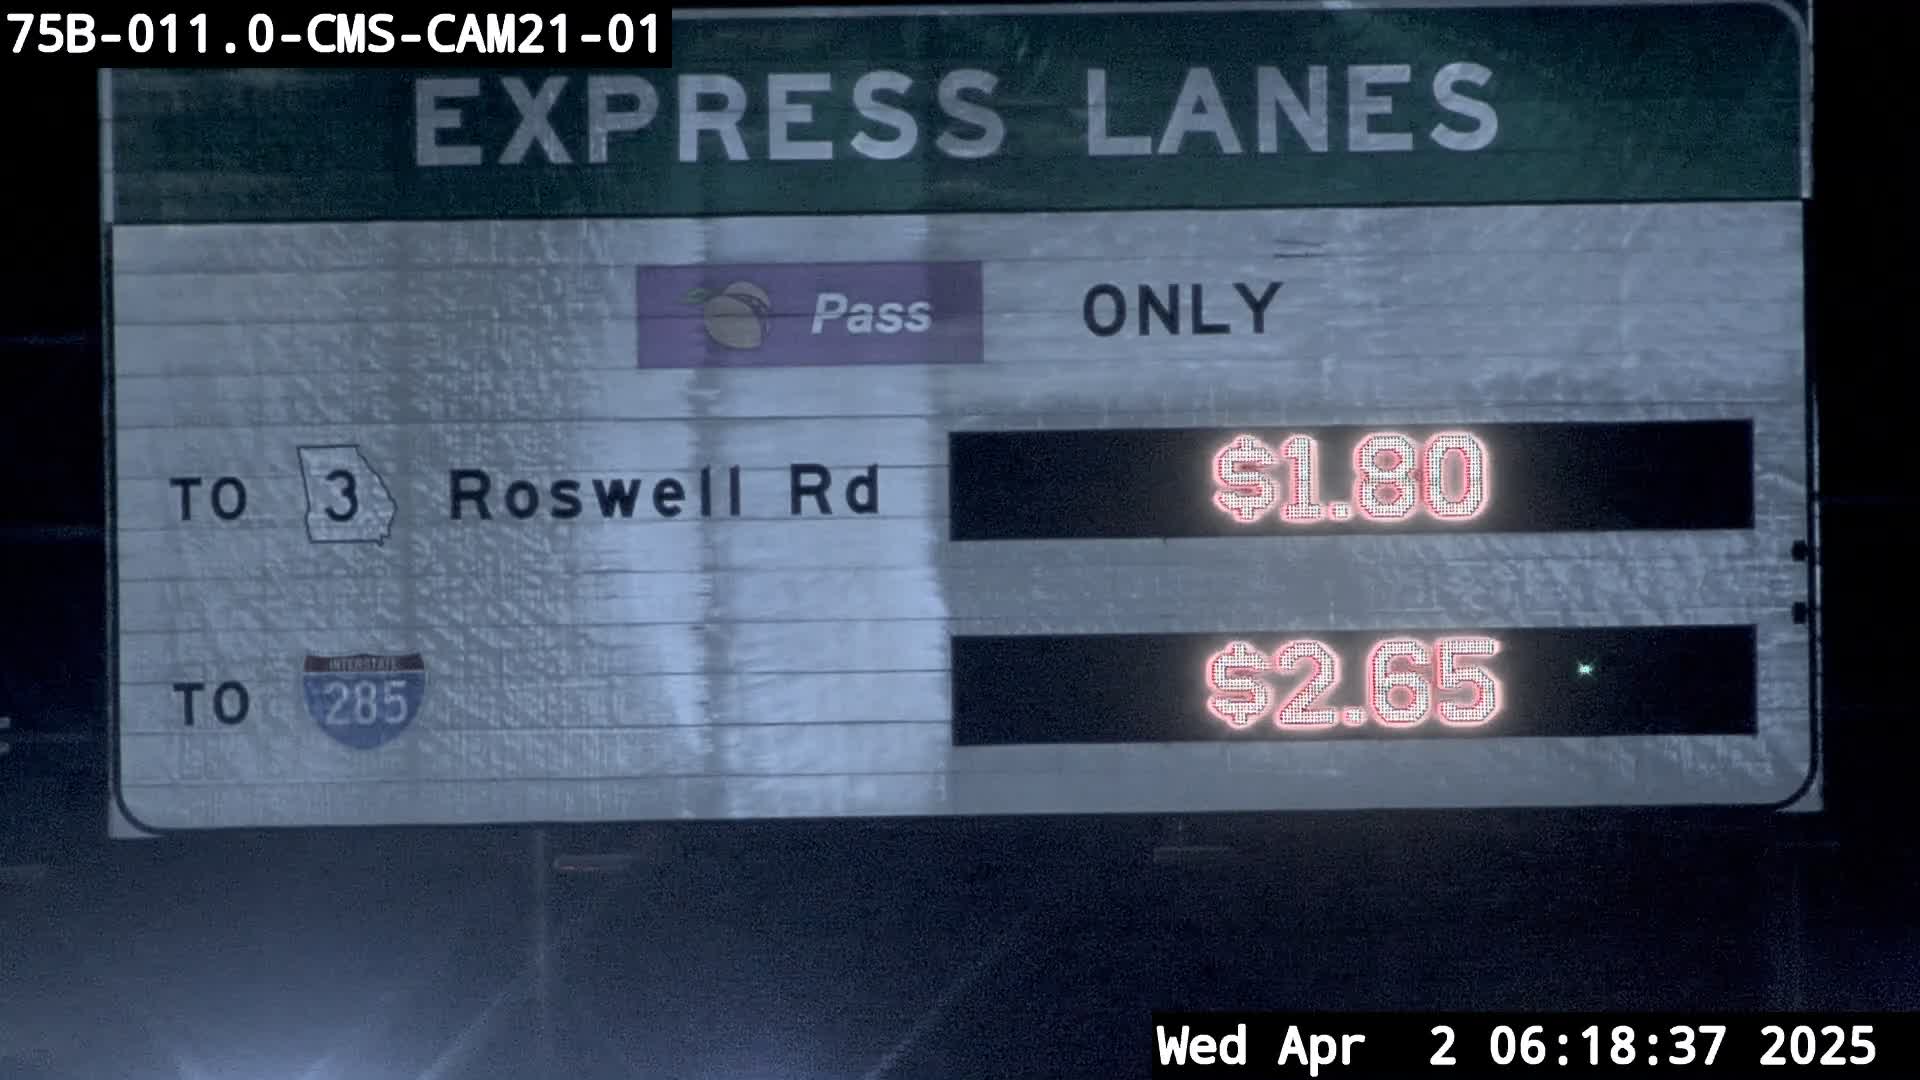 75B-011.0-CMS-CAM21-01
EXPRESS LANES
Pass ONLY
TO 3 Roswell Rd $1.80
TO INTERSTATE 285 $2.65
Wed Apr 2 06:18:37 2025